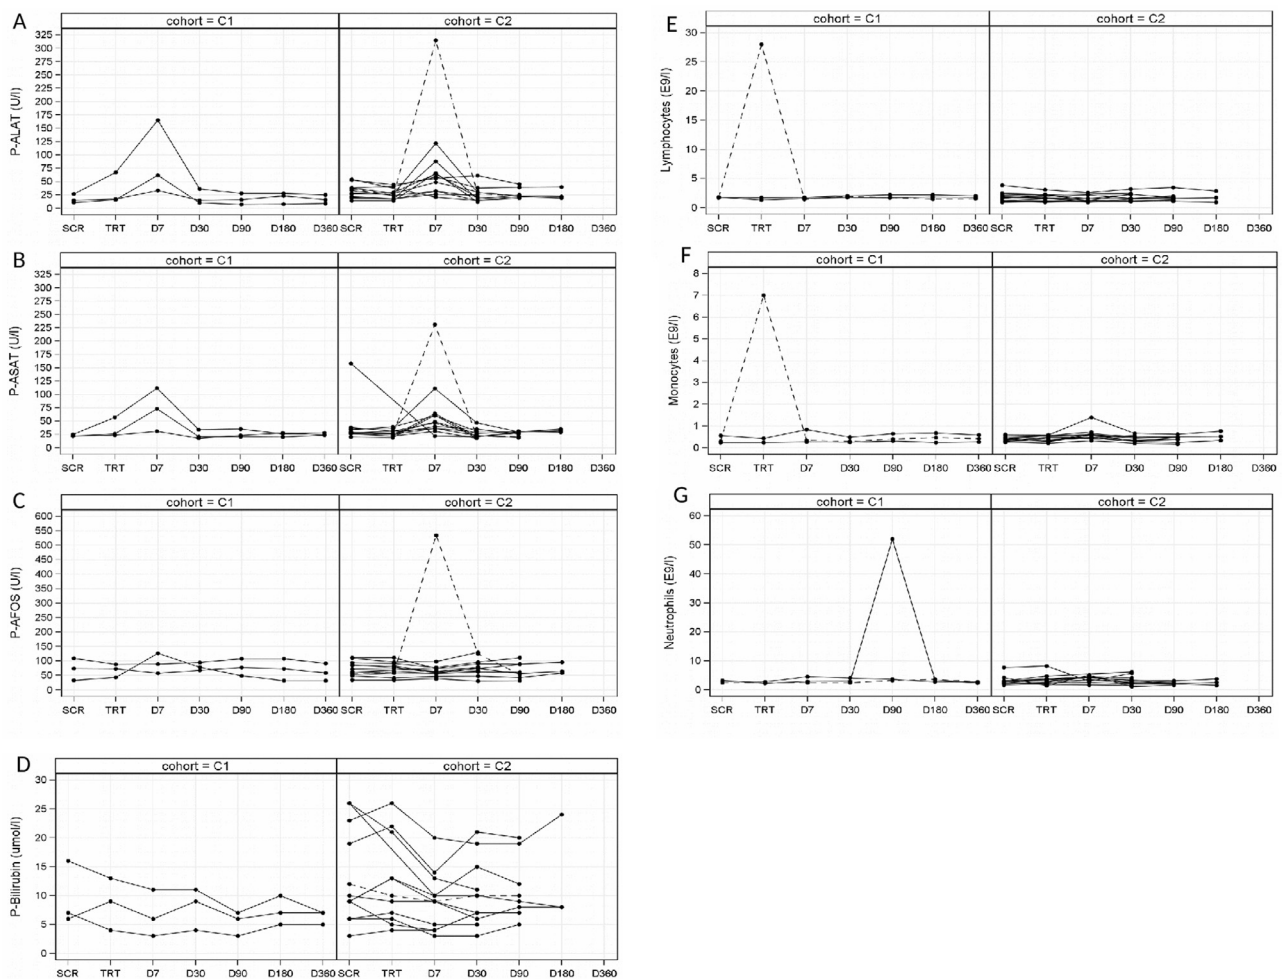 A
cohort = C1
cohort = C2
P-ALAT (U/l)
325
300
275
250
225
200
175
150
125
100
75
50
25
0
SCR TRT D7 D30 D90 D180 D360 SCR TRT D7 D30 D90 D180 D360
B
cohort = C1
cohort = C2
P-ASAT (U/l)
325
300
275
250
225
200
175
150
125
100
75
50
25
0
SCR TRT D7 D30 D90 D180 D360 SCR TRT D7 D30 D90 D180 D360
C
cohort = C1
cohort = C2
P-AFOS (U/l)
600
550
500
450
400
350
300
250
200
150
100
50
0
SCR TRT D7 D30 D90 D180 D360 SCR TRT D7 D30 D90 D180 D360
D
cohort = C1
cohort = C2
P-Bilirubin (umol/l)
30
25
20
15
10
5
0
SCR TRT D7 D30 D90 D180 D360 SCR TRT D7 D30 D90 D180 D360
E
cohort = C1
cohort = C2
Lymphocytes (E9/l)
30
25
20
15
10
5
0
SCR TRT D7 D30 D90 D180 D360 SCR TRT D7 D30 D90 D180 D360
F
cohort = C1
cohort = C2
Monocytes (E9/l)
8
7
6
5
4
3
2
1
0
SCR TRT D7 D30 D90 D180 D360 SCR TRT D7 D30 D90 D180 D360
G
cohort = C1
cohort = C2
Neutrophils (E9/l)
60
50
40
30
20
10
0
SCR TRT D7 D30 D90 D180 D360 SCR TRT D7 D30 D90 D180 D360